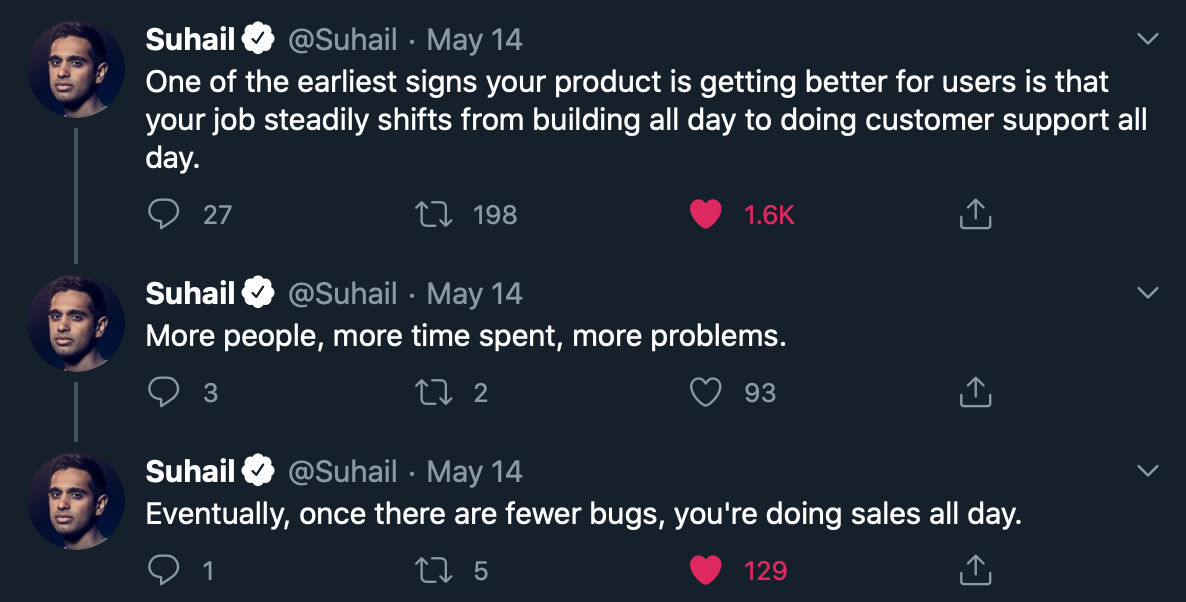 Suhail @Suhail · May 14
One of the earliest signs your product is getting better for users is that
your job steadily shifts from building all day to doing customer support all
day.
27 198 1.6K
Suhail @Suhail · May 14
More people, more time spent, more problems.
3 2 93
Suhail @Suhail · May 14
Eventually, once there are fewer bugs, you're doing sales all day.
1 5 129